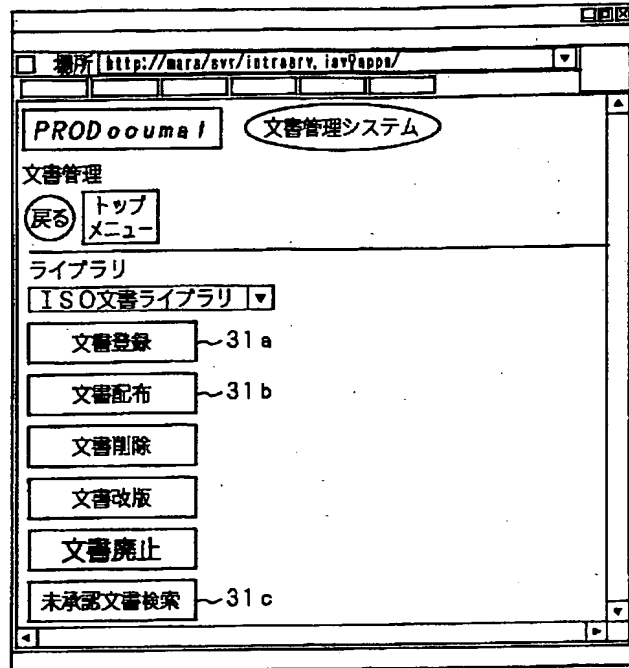 場所 http://mara/svr/intrasrv.iav?appn/
PRODooumaI 文書管理システム
文書管理
戻る トップ
メニュー
ライブラリ
ISO文書ライブラリ
文書登録 31a
文書配布 31b
文書削除
文書改版
文書廃止
未承認文書検索 31c